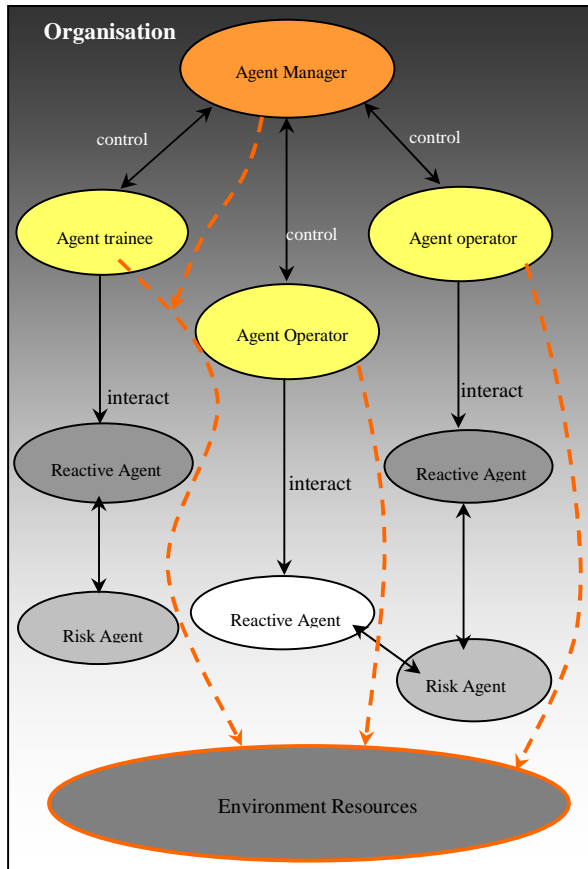 Organisation
Agent Manager
control
control
control
Agent trainee
Agent operator
Agent Operator
interact
interact
interact
Reactive Agent
Reactive Agent
Reactive Agent
Risk Agent
Risk Agent
Environment Resources